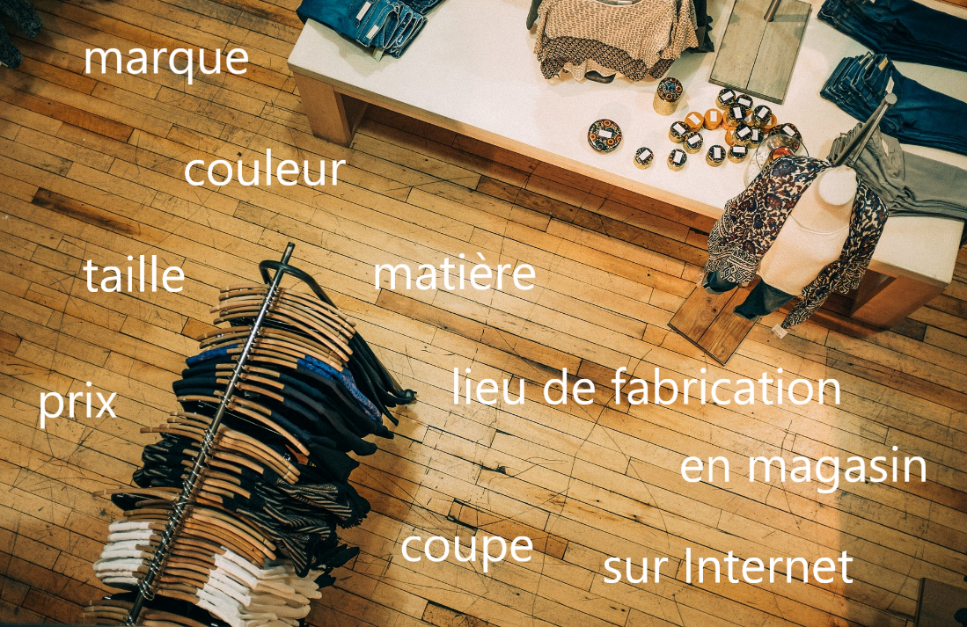 marque
couleur
taille
matière
prix
lieu de fabrication
en magasin
coupe
sur Internet